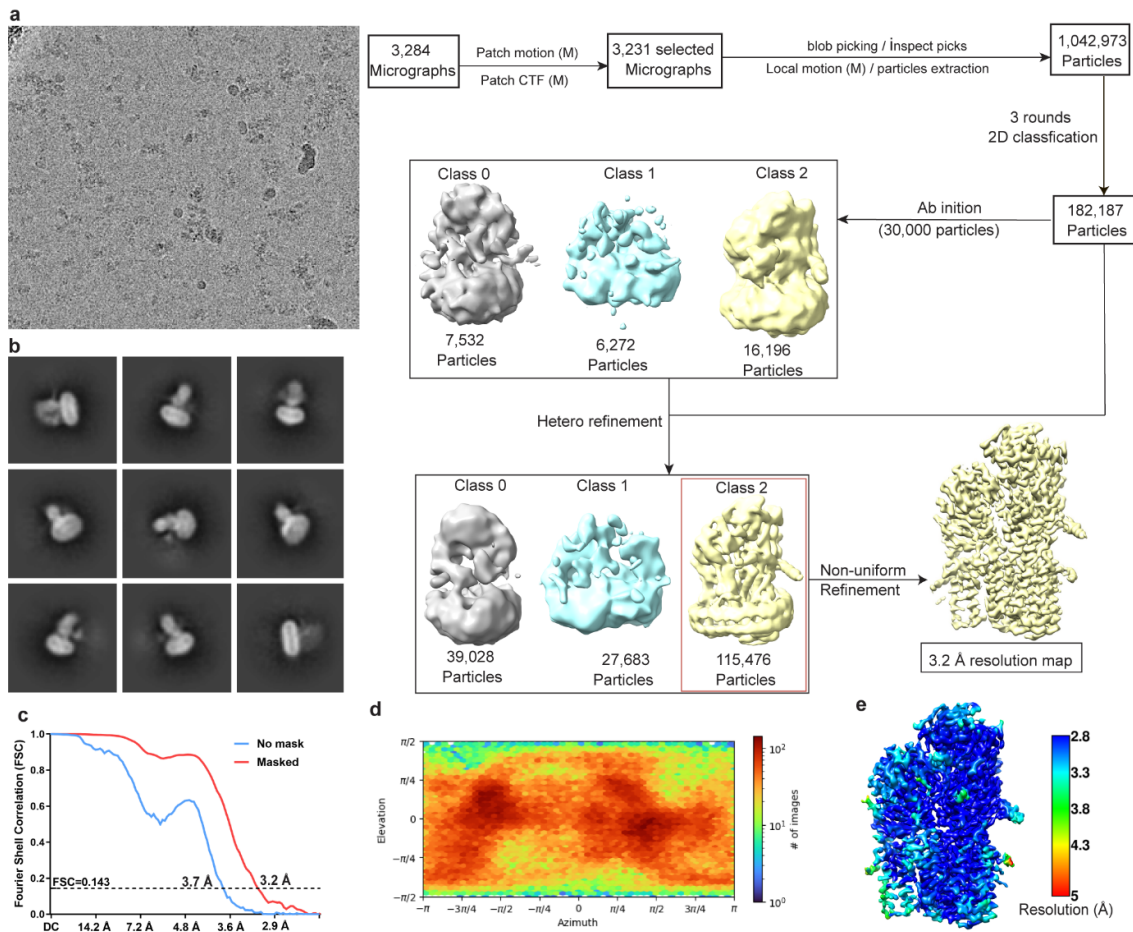 a
3,284
Micrographs
Patch motion (M)
Patch CTF (M)
3,231 selected
Micrographs
blob picking / inspect picks
Local motion (M) / particles extraction
1,042,973
Particles
3 rounds
2D classfication
182,187
Particles
Ab inition
(30,000 particles)
Class 0
Class 1
Class 2
7,532
Particles
6,272
Particles
16,196
Particles
Hetero refinement
Class 0
Class 1
Class 2
39,028
Particles
27,683
Particles
115,476
Particles
Non-uniform
Refinement
3.2 Å resolution map
b
c
Fourier Shell Correlation (FSC)
1.0
0.8
0.6
0.4
0.2
0.0
No mask
Masked
FSC=0.143
3.7 Å
3.2 Å
DC
14.2 Å
7.2 Å
4.8 Å
3.6 Å
2.9 Å
d
Elevation
π/2
π/4
0
−π/4
−π/2
−π
−3π/4
−π/2
−π/4
0
π/4
π/2
3π/4
π
Azimuth
10²
10¹
10⁰
# of images
e
2.8
3.3
3.8
4.3
5
Resolution (Å)